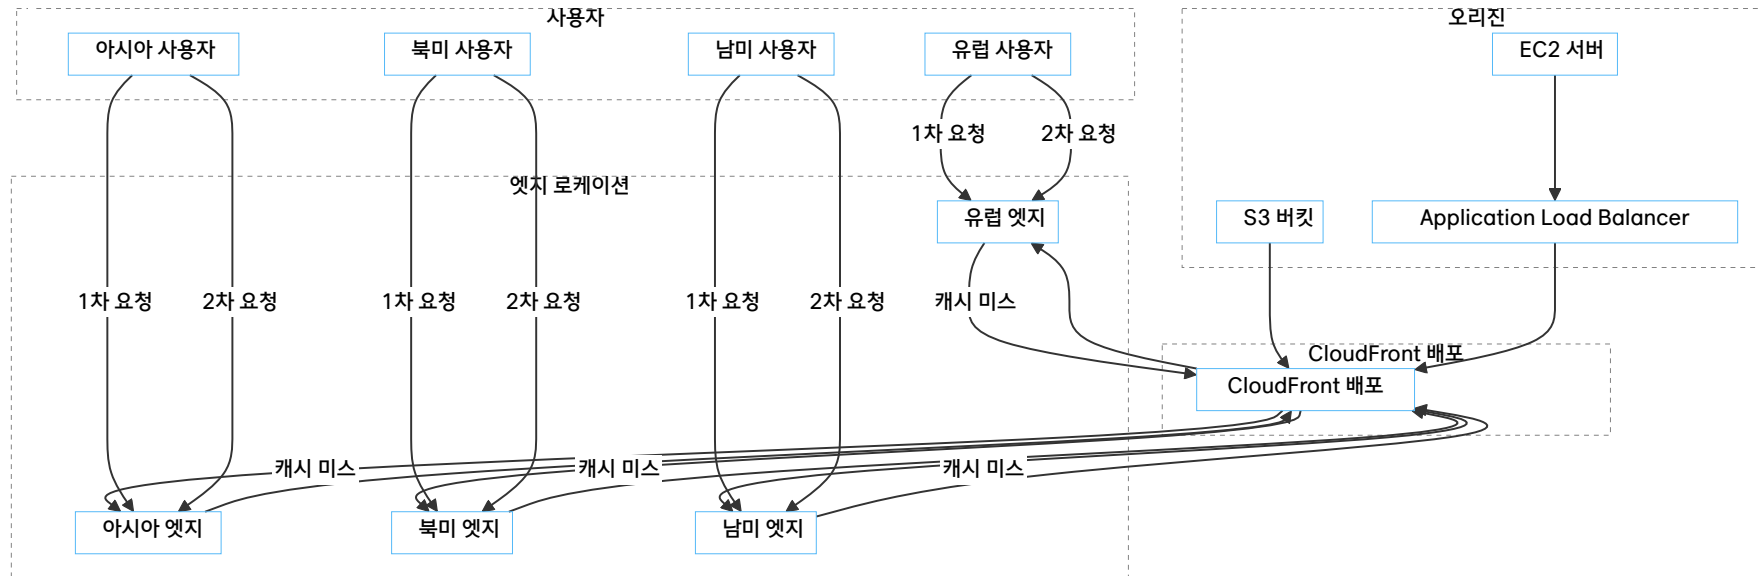 사용자
오리진
아시아 사용자
북미 사용자
남미 사용자
유럽 사용자
EC2 서버
1차 요청
2차 요청
엣지 로케이션
유럽 엣지
S3 버킷
Application Load Balancer
1차 요청
2차 요청
1차 요청
2차 요청
1차 요청
2차 요청
캐시 미스
CloudFront 배포
CloudFront 배포
캐시 미스
캐시 미스
캐시 미스
아시아 엣지
북미 엣지
남미 엣지